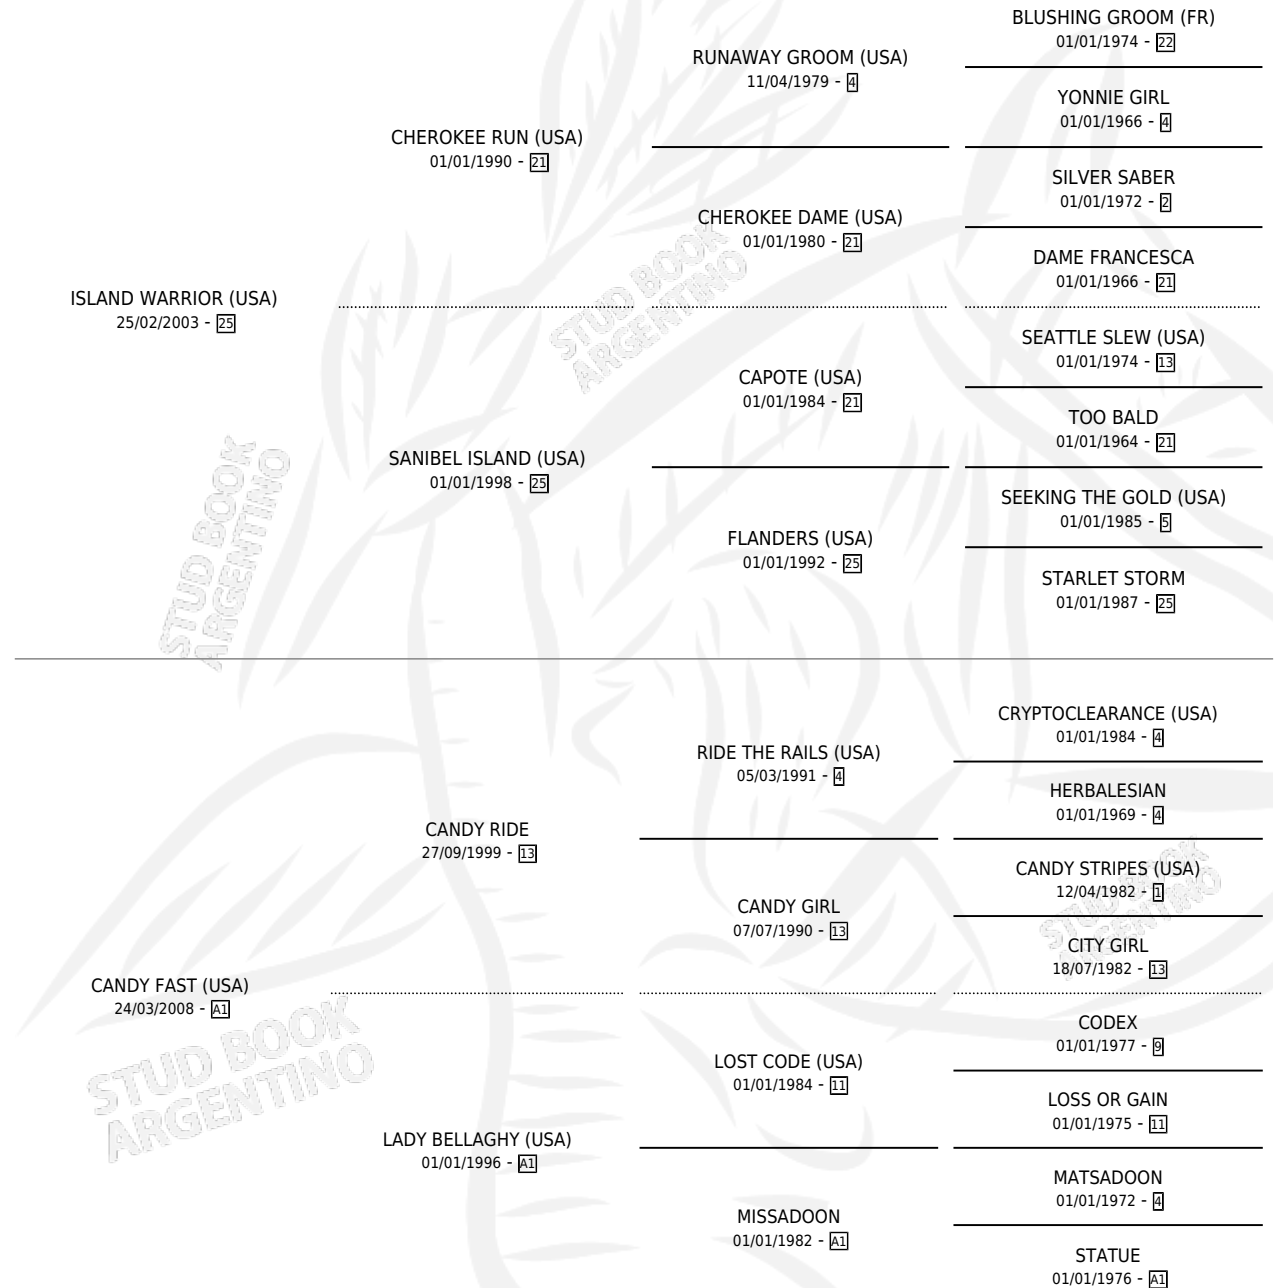 BLUSHING GROOM (FR)
01/01/1974 - 22
RUNAWAY GROOM (USA)
11/04/1979 - 4
YONNIE GIRL
01/01/1966 - 4
CHEROKEE RUN (USA)
01/01/1990 - 21
SILVER SABER
01/01/1972 - 2
CHEROKEE DAME (USA)
01/01/1980 - 21
DAME FRANCESCA
01/01/1966 - 21
ISLAND WARRIOR (USA)
25/02/2003 - 25
SEATTLE SLEW (USA)
01/01/1974 - 13
CAPOTE (USA)
01/01/1984 - 21
TOO BALD
01/01/1964 - 21
SANIBEL ISLAND (USA)
01/01/1998 - 25
SEEKING THE GOLD (USA)
01/01/1985 - 5
FLANDERS (USA)
01/01/1992 - 25
STARLET STORM
01/01/1987 - 25
STUD BOOK
ARGENTINO
STUD BOOK
ARGENTINO
CRYPTOCLEARANCE (USA)
01/01/1984 - 4
RIDE THE RAILS (USA)
05/03/1991 - 4
HERBALESIAN
01/01/1969 - 4
CANDY RIDE
27/09/1999 - 13
CANDY STRIPES (USA)
12/04/1982 - 1
CANDY GIRL
07/07/1990 - 13
CITY GIRL
18/07/1982 - 13
STUD BOOK
ARGENTINO
CANDY FAST (USA)
24/03/2008 - A1
CODEX
01/01/1977 - 9
LOST CODE (USA)
01/01/1984 - 11
LOSS OR GAIN
01/01/1975 - 11
STUD BOOK
ARGENTINO
LADY BELLAGHY (USA)
01/01/1996 - A1
MATSADOON
01/01/1972 - 4
MISSADOON
01/01/1982 - A1
STATUE
01/01/1976 - A1